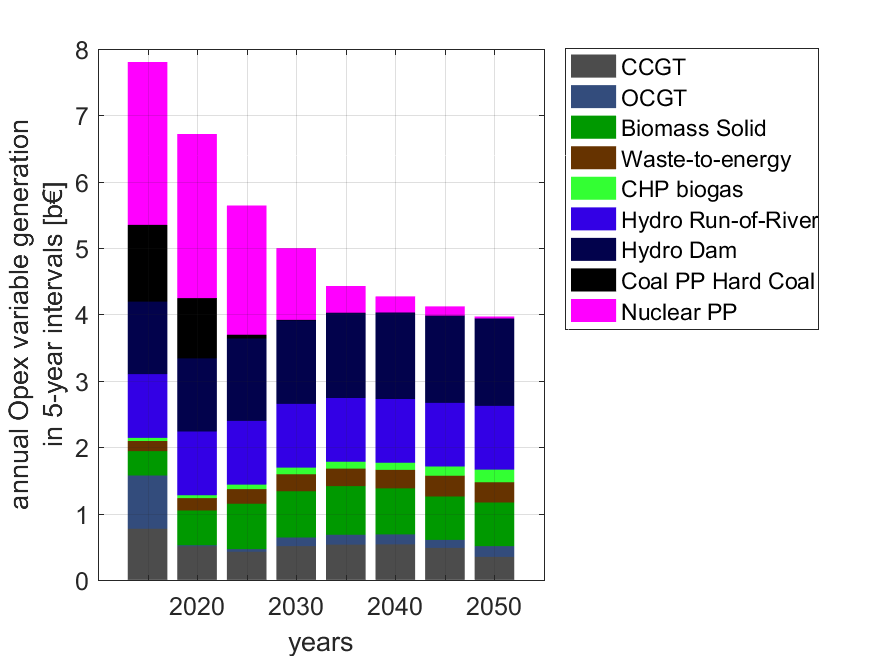 annual Opex variable generation
in 5-year intervals [b€]
8
7
6
5
4
3
2
1
0
2020
2030
2040
2050
years
CCGT
OCGT
Biomass Solid
Waste-to-energy
CHP biogas
Hydro Run-of-River
Hydro Dam
Coal PP Hard Coal
Nuclear PP